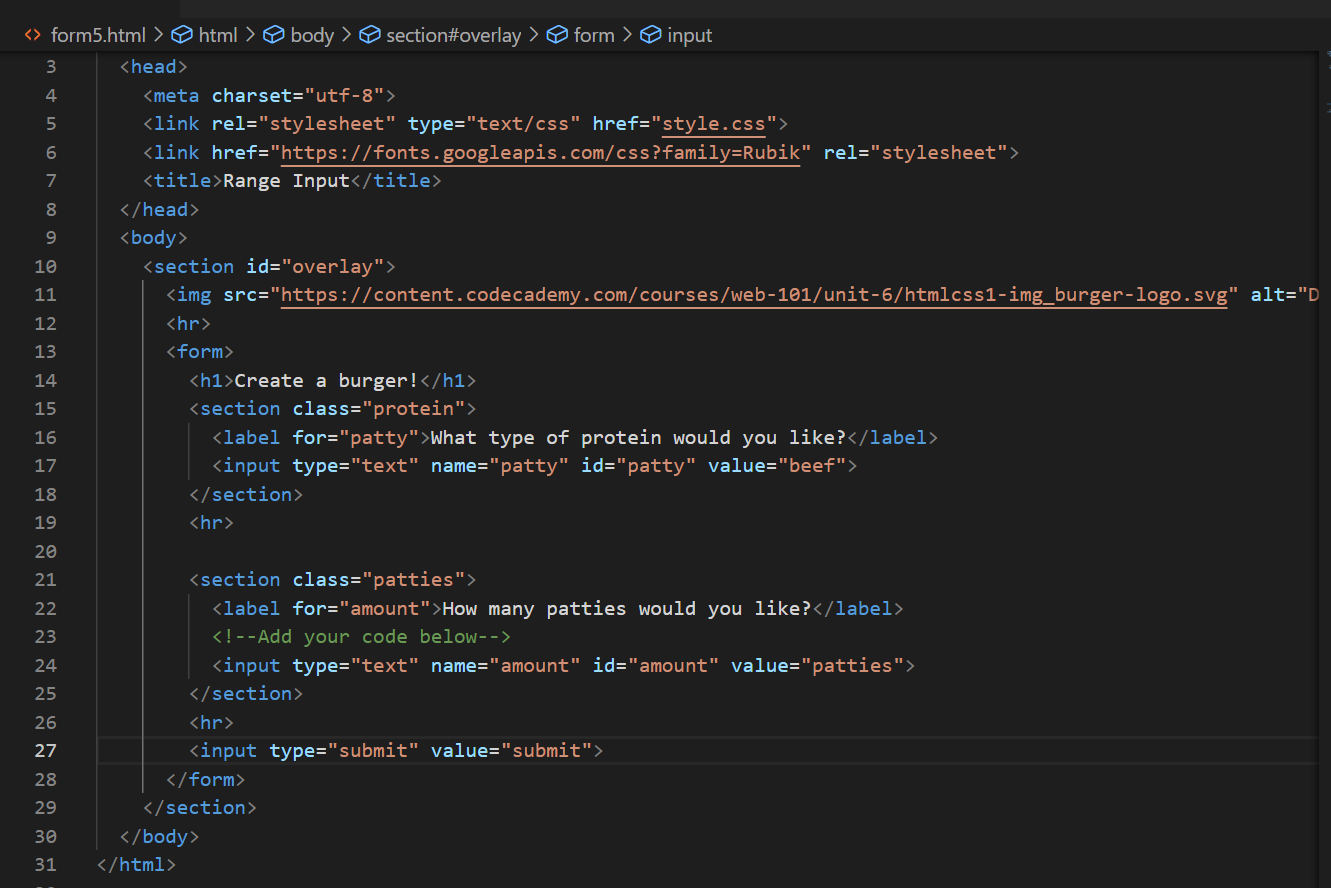 form5.html > html > body > section#overlay > form > input
3 <head>
4 <meta charset="utf-8">
5 <link rel="stylesheet" type="text/css" href="style.css">
6 <link href="https://fonts.googleapis.com/css?family=Rubik" rel="stylesheet">
7 <title>Range Input</title>
8 </head>
9 <body>
10 <section id="overlay">
11 <img src="https://content.codecademy.com/courses/web-101/unit-6/htmlcss1-img_burger-logo.svg" alt="D
12 <hr>
13 <form>
14 <h1>Create a burger!</h1>
15 <section class="protein">
16 <label for="patty">What type of protein would you like?</label>
17 <input type="text" name="patty" id="patty" value="beef">
18 </section>
19 <hr>
20
21 <section class="patties">
22 <label for="amount">How many patties would you like?</label>
23 <!--Add your code below-->
24 <input type="text" name="amount" id="amount" value="patties">
25 </section>
26 <hr>
27 <input type="submit" value="submit">
28 </form>
29 </section>
30 </body>
31 </html>